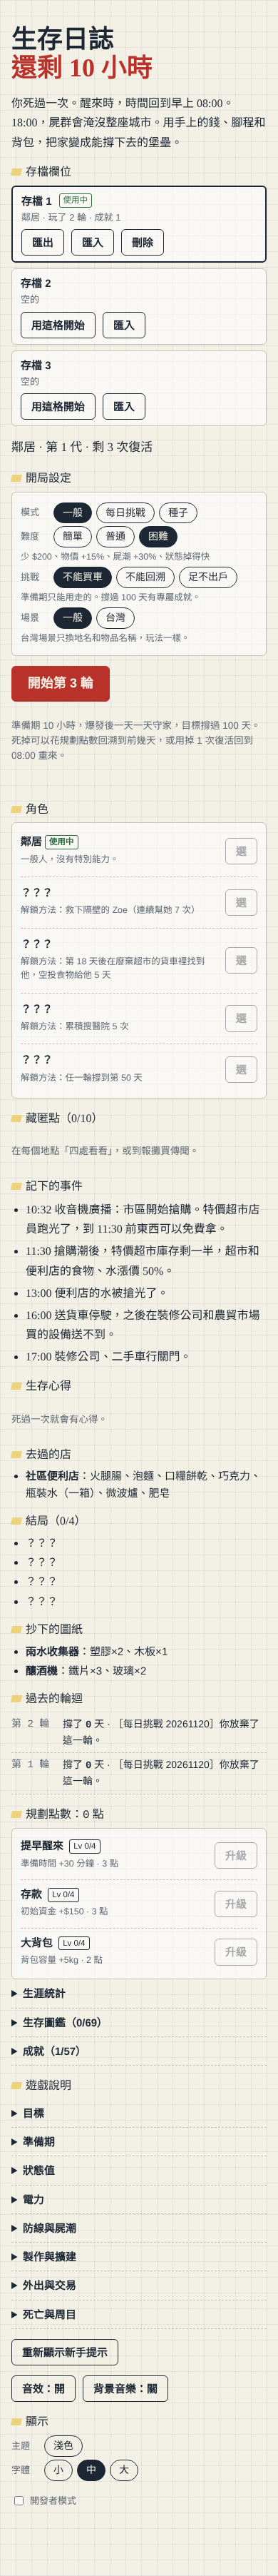 生存日誌
還剩 10 小時
你死過一次。醒來時，時間回到早上 08:00。
18:00，屍群會淹沒整座城市。用手上的錢、腳程和
背包，把家變成能撐下去的堡壘。
存檔欄位
存檔 1 使用中
鄰居 · 玩了 2 輪 · 成就 1
匯出 匯入 刪除
存檔 2
空的
用這格開始 匯入
存檔 3
空的
用這格開始 匯入
鄰居 · 第 1 代 · 剩 3 次復活
開局設定
模式 一般 每日挑戰 種子
難度 簡單 普通 困難
少 $200、物價 +15%、屍潮 +30%、狀態掉得快
挑戰 不能買車 不能回溯 足不出戶
準備期只能用走的。撐過 100 天有專屬成就。
場景 一般 台灣
台灣場景只換地名和物品名稱，玩法一樣。
開始第 3 輪
準備期 10 小時，爆發後一天一天守家，目標撐過 100 天。
死掉可以花規劃點數回溯到前幾天，或用掉 1 次復活回到
08:00 重來。
角色
鄰居 使用中
一般人，沒有特別能力。
選
？？？
解鎖方法：救下隔壁的 Zoe（連續幫她 7 次）
選
？？？
解鎖方法：第 18 天後在廢棄超市的貨車裡找到
他，空投食物給他 5 天
選
？？？
解鎖方法：累積搜醫院 5 次
選
？？？
解鎖方法：任一輪撐到第 50 天
選
藏匿點（0/10）
在每個地點「四處看看」，或到報攤買傳聞。
記下的事件
• 10:32 收音機廣播：市區開始搶購。特價超市店
員跑光了，到 11:30 前東西可以免費拿。
• 11:30 搶購潮後，特價超市庫存剩一半，超市和
便利店的食物、水漲價 50%。
• 13:00 便利店的水被搶光了。
• 16:00 送貨車停駛，之後在裝修公司和農貿市場
買的設備送不到。
• 17:00 裝修公司、二手車行關門。
生存心得
死過一次就會有心得。
去過的店
• 社區便利店：火腿腸、泡麵、口糧餅乾、巧克力、
瓶裝水（一箱）、微波爐、肥皂
結局（0/4）
• ？？？
• ？？？
• ？？？
• ？？？
抄下的圖紙
• 雨水收集器：塑膠×2、木板×1
• 釀酒機：鐵片×3、玻璃×2
過去的輪迴
第 2 輪 撐了 0 天 · ［每日挑戰 20261120］你放棄了
這一輪。
第 1 輪 撐了 0 天 · ［每日挑戰 20261120］你放棄了
這一輪。
規劃點數：0 點
提早醒來 Lv 0/4
準備時間 +30 分鐘 · 3 點
升級
存款 Lv 0/4
初始資金 +$150 · 3 點
升級
大背包 Lv 0/4
背包容量 +5kg · 2 點
升級
▶ 生涯統計
▶ 生存圖鑑（0/69）
▶ 成就（1/57）
遊戲說明
▶ 目標
▶ 準備期
▶ 狀態值
▶ 電力
▶ 防線與屍潮
▶ 製作與擴建
▶ 外出與交易
▶ 死亡與周目
重新顯示新手提示
音效：開 背景音樂：關
顯示
主題 淺色
字體 小 中 大
開發者模式